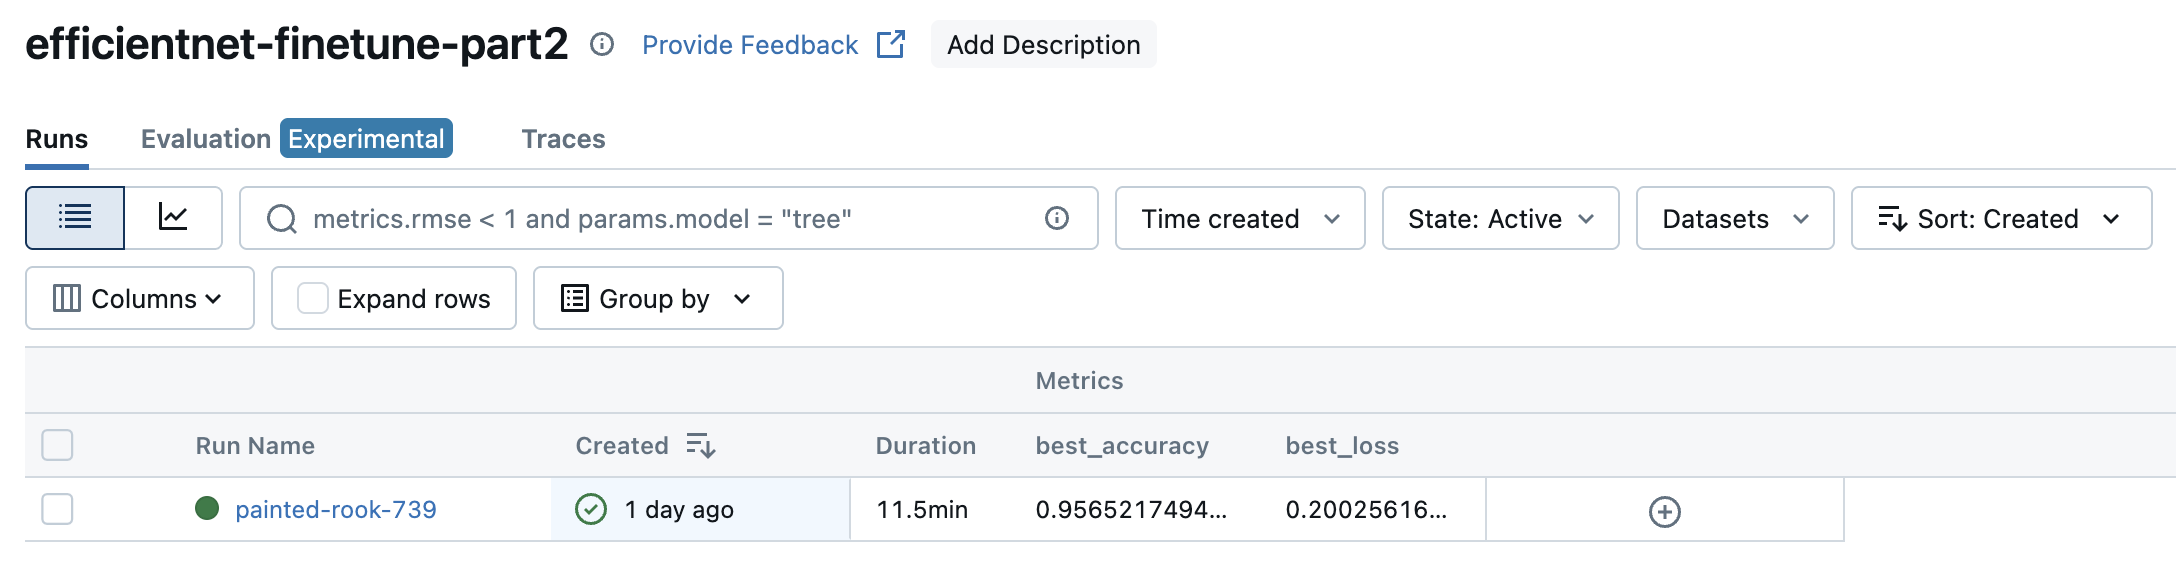 efficientnet-finetune-part2 Provide Feedback Add Description
Runs Evaluation Experimental Traces
metrics.rmse < 1 and params.model = "tree" Time created State: Active Datasets Sort: Created
Columns Expand rows Group by
Metrics
Run Name Created Duration best_accuracy best_loss
painted-rook-739 1 day ago 11.5min 0.9565217494... 0.20025616...